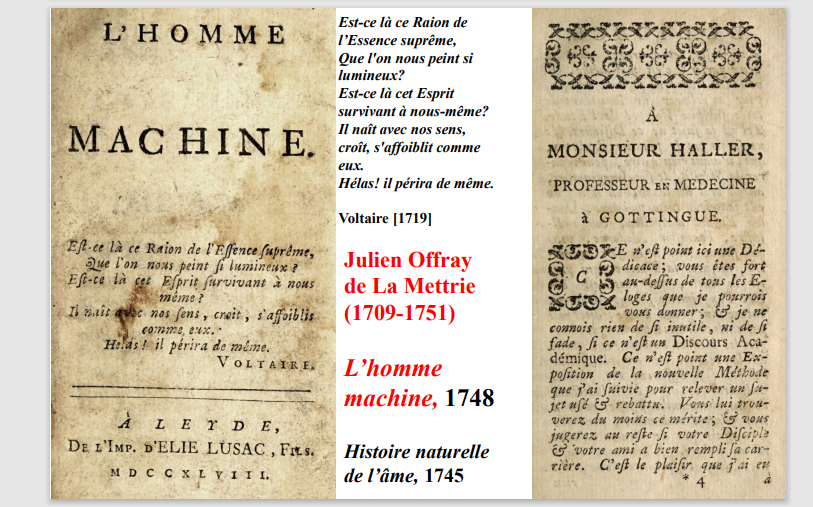 L'HOMME
MACHINE.
Est-ce là ce Raion de l'Eſſence ſuprême,
Que l'on nous peint ſi lumineux?
Eſt-ce là cet Eſprit ſurvivant à nous
même?
Il naît avec nos ſens, croit, s'affoiblis
comme eux.
Helas! il périra de même.
VOLTAIRE.
À LEYDE,
DE L'IMP. D'ELIE LUSAC, FILS.
MDCCXLVIII.
Est-ce là ce Raion de
l'Essence suprême,
Que l'on nous peint si
lumineux?
Est-ce là cet Esprit
survivant à nous-même?
Il naît avec nos sens,
croît, s'affoiblit comme
eux.
Hélas! il périra de même.
Voltaire [1719]
Julien Offray
de La Mettrie
(1709-1751)
L'homme
machine, 1748
Histoire naturelle
de l'âme, 1745
À
MONSIEUR HALLER,
PROFESSEUR EN MEDECINE
à GOTTINGUE.
CE n'eſt point ici une Dé-
dicace; vous êtes fort
au-deſſus de tous les E-
loges que je pourrois
vous donner; & je ne
connois rien de ſi inutile, ni de ſi
fade, ſi ce n'eſt un Discours Aca-
démique. Ce n'eſt point une Ex-
poſition de la nouvelle Méthode
que j'ai ſuivie pour relever un ſu-
jet uſé & rebattu. Vous lui trou-
verez du moins ce mérite; & vous
jugerez au reſte ſi votre Diſciple
& votre ami a bien rempli ſa car-
rière. C'eſt le plaiſir que j'ai eu
* 4 à